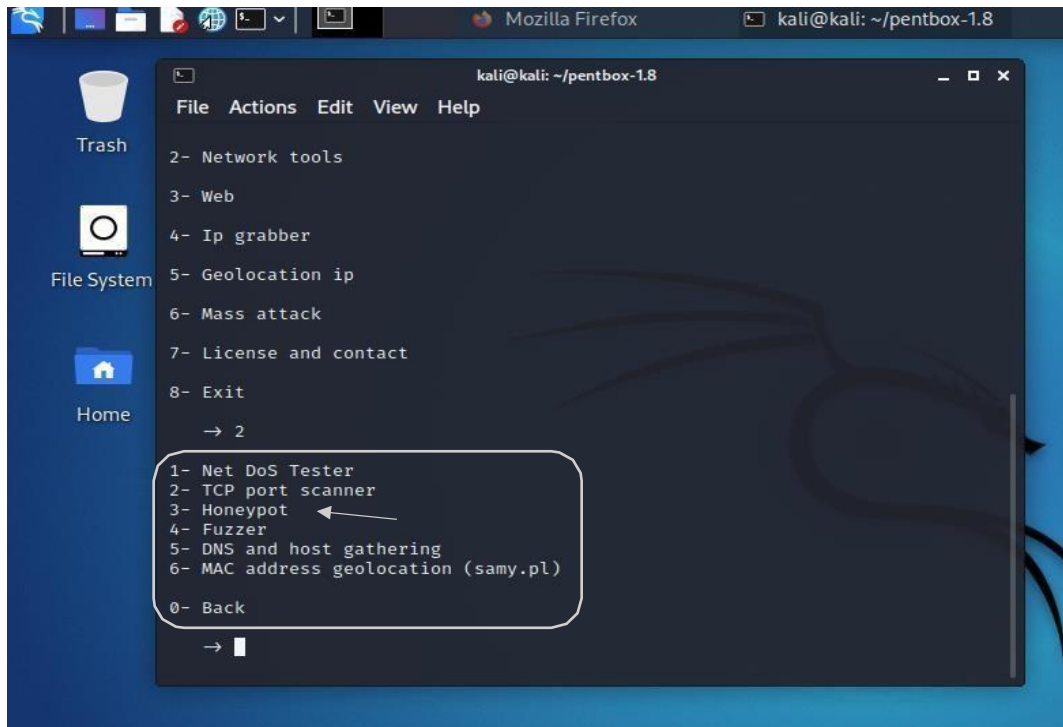 Mozilla Firefox
kali@kali: ~/pentbox-1.8
kali@kali: ~/pentbox-1.8
File Actions Edit View Help
Trash
File System
Home
2- Network tools
3- Web
4- Ip grabber
5- Geolocation ip
6- Mass attack
7- License and contact
8- Exit
→ 2
1- Net DoS Tester
2- TCP port scanner
3- Honeypot
4- Fuzzer
5- DNS and host gathering
6- MAC address geolocation (samy.pl)
0- Back
→